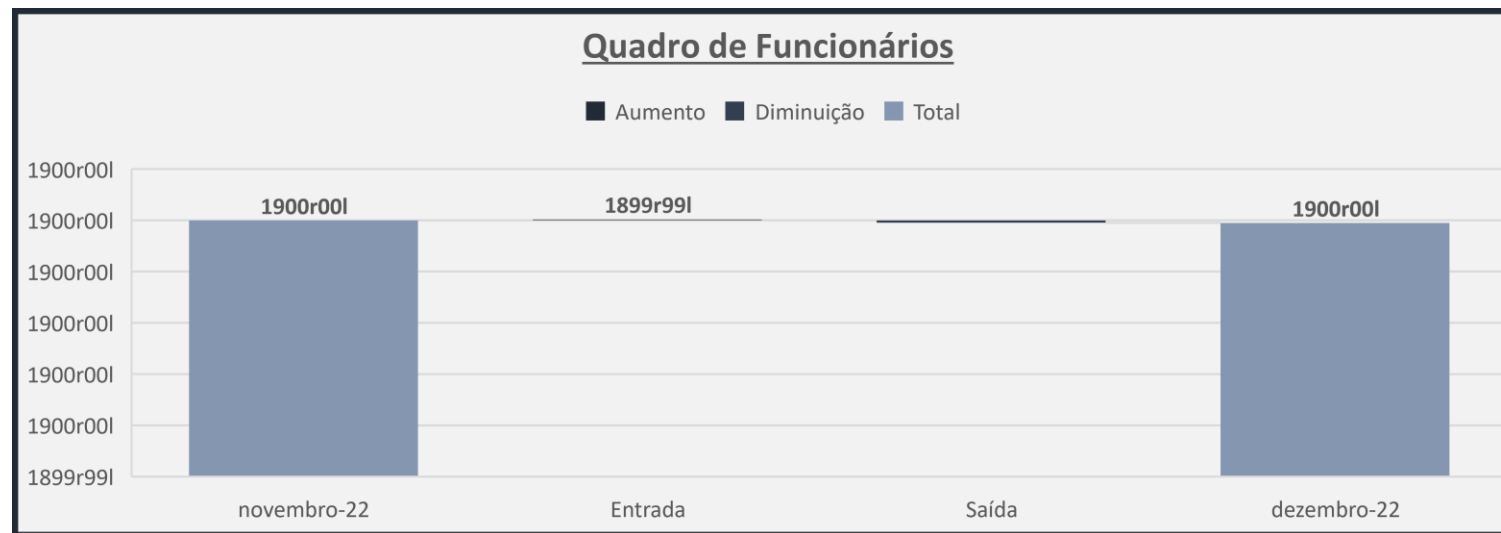 Quadro de Funcionários
Aumento Diminuição Total
1900r00l
1900r00l
1900r00l
1900r00l
1900r00l
1900r00l
1899r99l
1900r00l
1899r99l
1900r00l
novembro-22 Entrada Saída dezembro-22